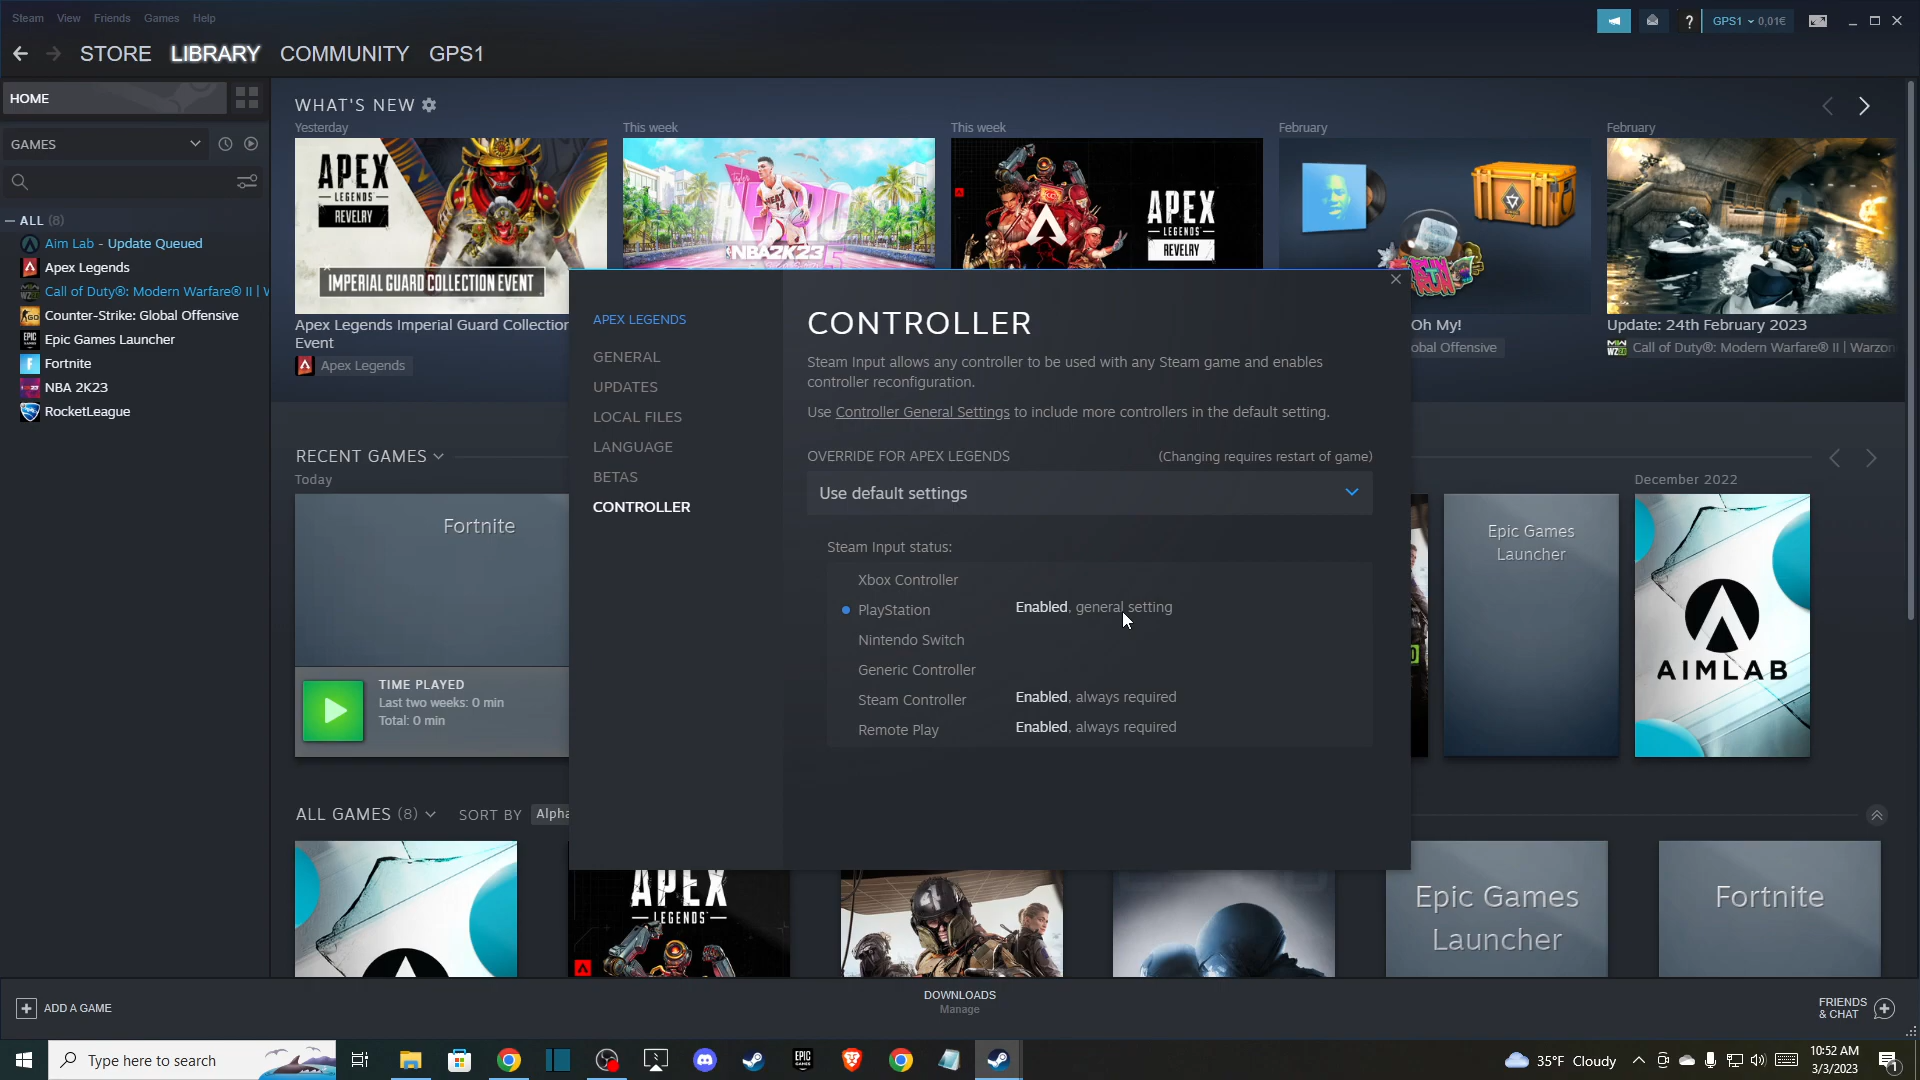 Steam View Friends Games Help
GPS1 0,01€
STORE LIBRARY COMMUNITY GPS1
HOME
GAMES
ALL (8)
Aim Lab - Update Queued
Apex Legends
Call of Duty®: Modern Warfare® II |
Counter-Strike: Global Offensive
Epic Games Launcher
Fortnite
NBA 2K23
RocketLeague
WHAT'S NEW
Yesterday
APEX
LEGENDS
REVELRY
IMPERIAL GUARD COLLECTION EVENT
Apex Legends Imperial Guard Collection
Event
Apex Legends
This week
HERO
HEAT
14
NBA2K23
This week
APEX
LEGENDS
REVELRY
February
Oh My!
obal Offensive
February
Update: 24th February 2023
Call of Duty®: Modern Warfare® II | Warzon
APEX LEGENDS
GENERAL
UPDATES
LOCAL FILES
LANGUAGE
BETAS
CONTROLLER
CONTROLLER
Steam Input allows any controller to be used with any Steam game and enables
controller reconfiguration.
Use Controller General Settings to include more controllers in the default setting.
OVERRIDE FOR APEX LEGENDS (Changing requires restart of game)
Use default settings
Steam Input status:
Xbox Controller
PlayStation Enabled, general setting
Nintendo Switch
Generic Controller
Steam Controller Enabled, always required
Remote Play Enabled, always required
RECENT GAMES
Today
Fortnite
TIME PLAYED
Last two weeks: 0 min
Total: 0 min
Epic Games
Launcher
December 2022
AIMLAB
ALL GAMES (8) SORT BY Alpha
APEX
LEGENDS
Epic Games
Launcher
Fortnite
ADD A GAME
DOWNLOADS
Manage
FRIENDS
& CHAT
Type here to search
EPIC
GAMES
35°F Cloudy
10:52 AM
3/3/2023
1